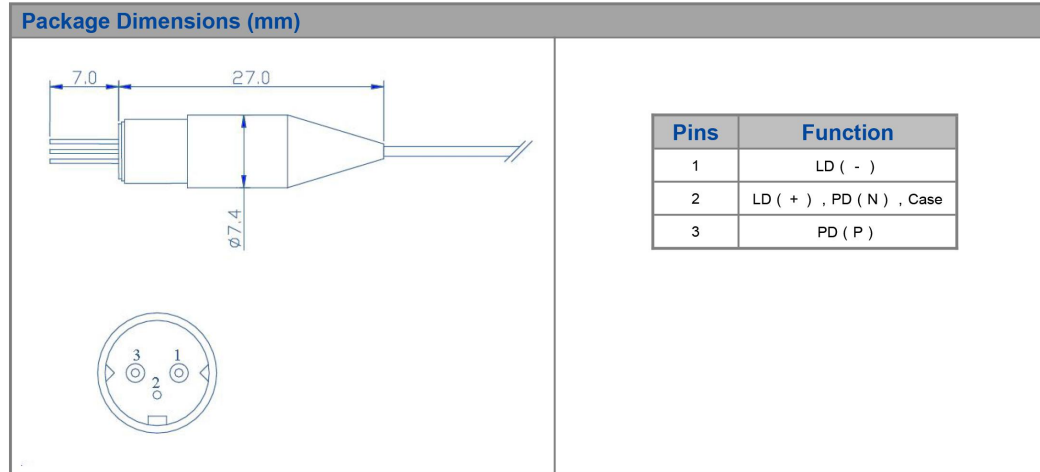 Package Dimensions (mm)
7.0
27.0
ø7.4
3 1
2
Pins Function
1 LD ( - )
2 LD ( + ) , PD ( N ) , Case
3 PD ( P )